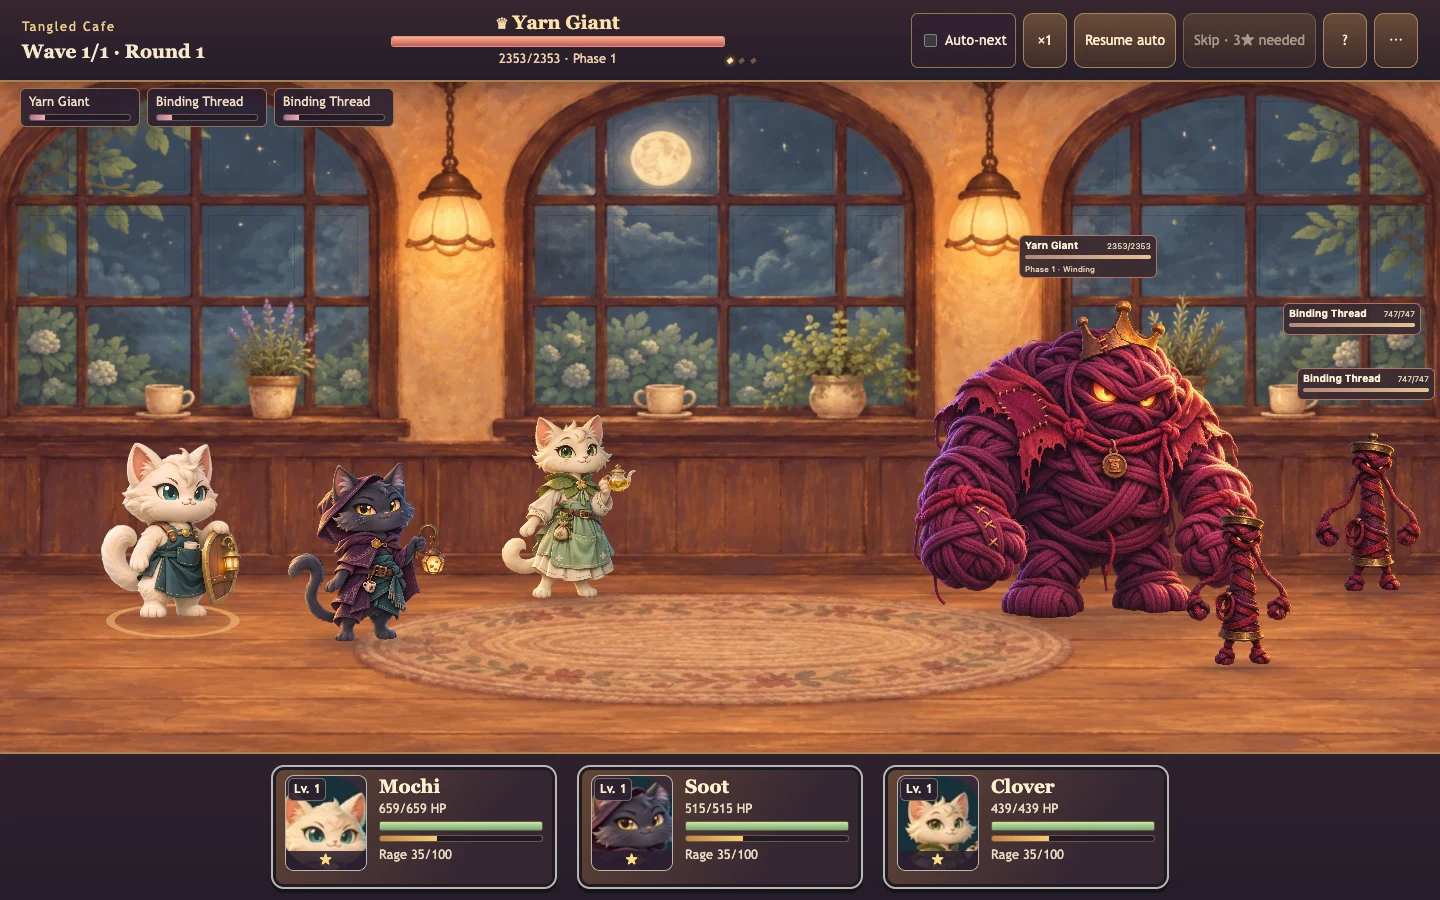 Tangled Cafe
Wave 1/1 · Round 1
♛ Yarn Giant
2353/2353 · Phase 1
Auto-next
×1
Resume auto
Skip · 3★ needed
?
...
Yarn Giant
Binding Thread
Binding Thread
Yarn Giant 2353/2353
Phase 1 · Winding
Binding Thread 747/747
Binding Thread 747/747
Lv. 1
Mochi
659/659 HP
Rage 35/100
Lv. 1
Soot
515/515 HP
Rage 35/100
Lv. 1
Clover
439/439 HP
Rage 35/100